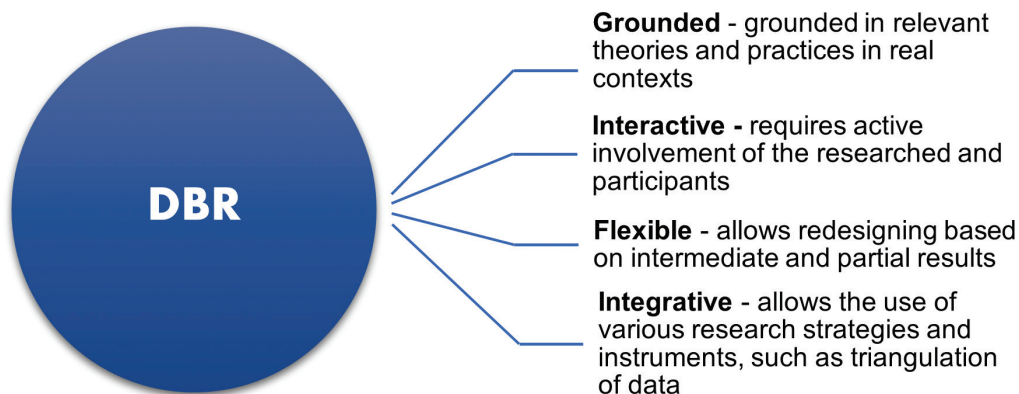 DBR
Grounded - grounded in relevant
theories and practices in real
contexts
Interactive - requires active
involvement of the researched and
participants
Flexible - allows redesigning based
on intermediate and partial results
Integrative - allows the use of
various research strategies and
instruments, such as triangulation
of data